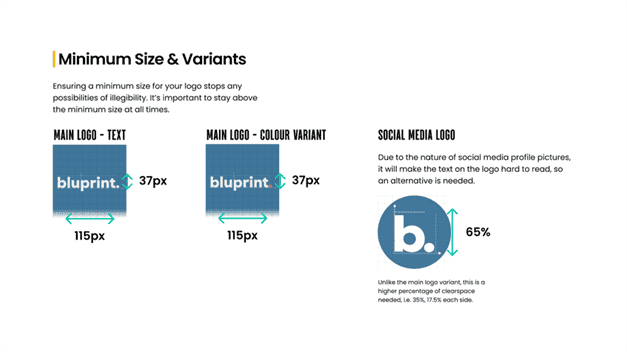 Minimum Size & Variants
Ensuring a minimum size for your logo stops any
possibilities of illegibility. It's important to stay above
the minimum size at all times.
MAIN LOGO - TEXT
bluprint.
37px
115px
MAIN LOGO - COLOUR VARIANT
bluprint.
37px
115px
SOCIAL MEDIA LOGO
Due to the nature of social media profile pictures,
it will make the text on the logo hard to read, so
an alternative is needed.
b.
65%
Unlike the main logo variant, this is a
higher percentage of clearspace
needed, i.e. 35%, 17.5% each side.